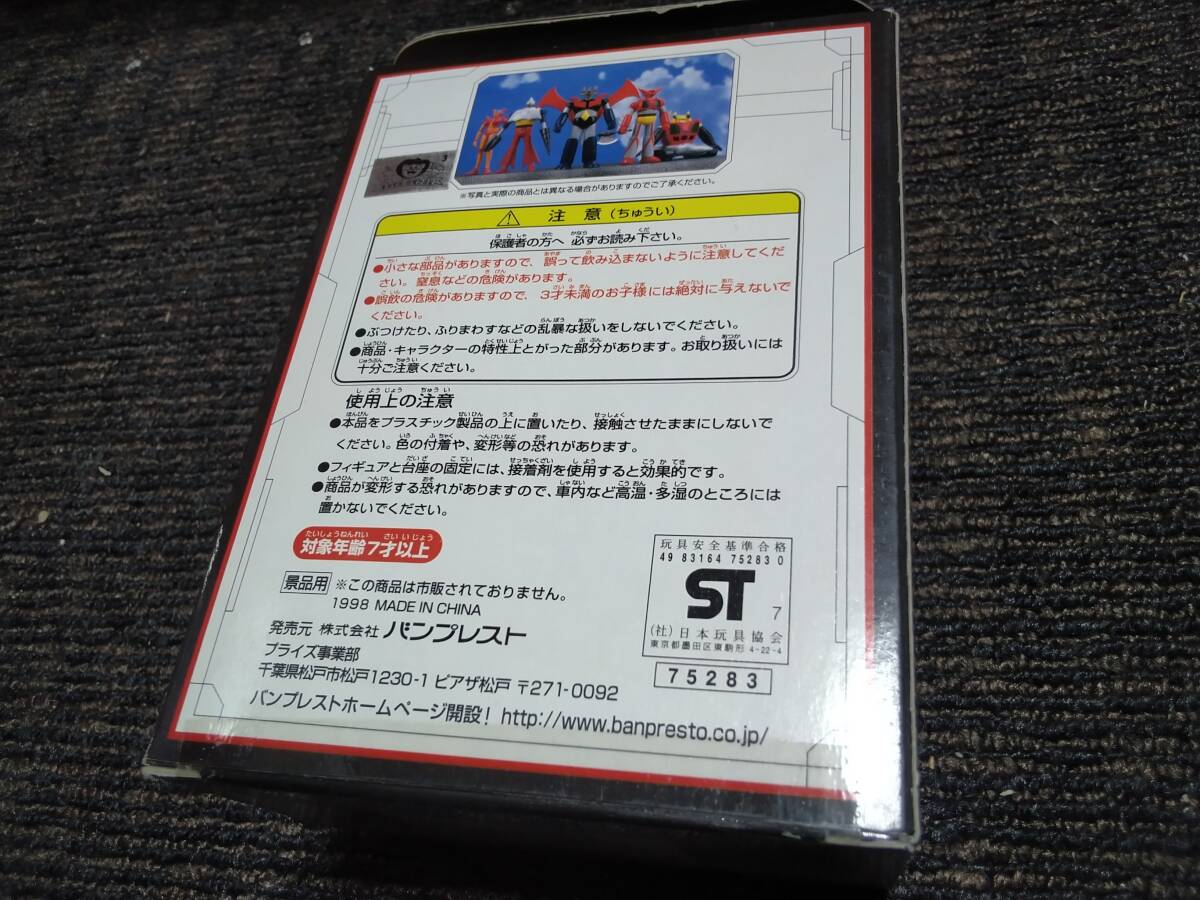 ※写真と実際の商品とは異なる場合がありますのでご了承ください。
注意(ちゅうい)
保護者の方へ 必ずお読み下さい。
●小さな部品がありますので、誤って飲み込まないように注意してくだ
さい。窒息などの危険があります。
●誤飲の危険がありますので、3才未満のお子様には絶対に与えないで
ください。
●ぶつけたり、ふりまわすなどの乱暴な扱いをしないでください。
●商品・キャラクターの特性上とがった部分があります。お取り扱いには
十分ご注意ください。
使用上の注意
●本品をプラスチック製品の上に置いたり、接触させたままにしないで
ください。色の付着や、変形等の恐れがあります。
●フィギュアと台座の固定には、接着剤を使用すると効果的です。
●商品が変形する恐れがありますので、車内など高温・多湿のところには
置かないでください。
たいしょうねんれい さいいじょう
対象年齢7才以上
景品用 ※この商品は市販されておりません。
1998 MADE IN CHINA
発売元 株式会社 バンプレスト
プライズ事業部
千葉県松戸市松戸1230-1 ピアザ松戸 〒271-0092
バンプレストホームページ開設! http://www.banpresto.co.jp/
玩具安全基準合格
49 83164 75283 0
ST 7
(社)日本玩具協会
東京都墨田区東駒形 4-22-4
75283